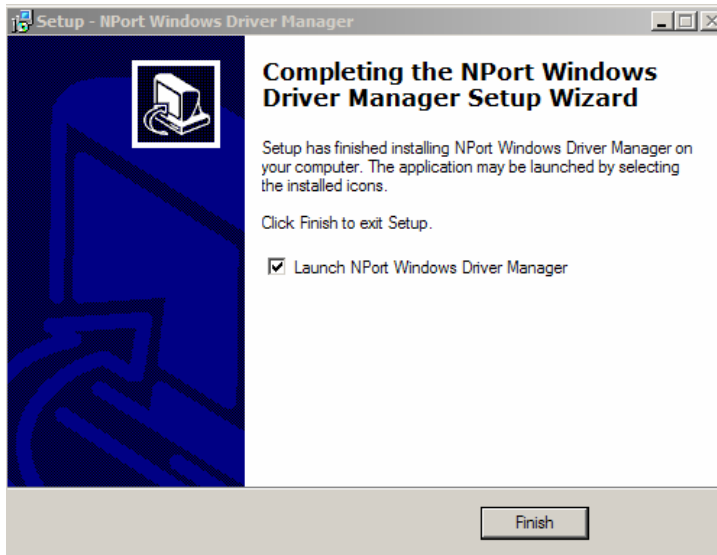 Setup - NPort Windows Driver Manager
Completing the NPort Windows
Driver Manager Setup Wizard
Setup has finished installing NPort Windows Driver Manager on
your computer. The application may be launched by selecting
the installed icons.
Click Finish to exit Setup.
Launch NPort Windows Driver Manager
Finish